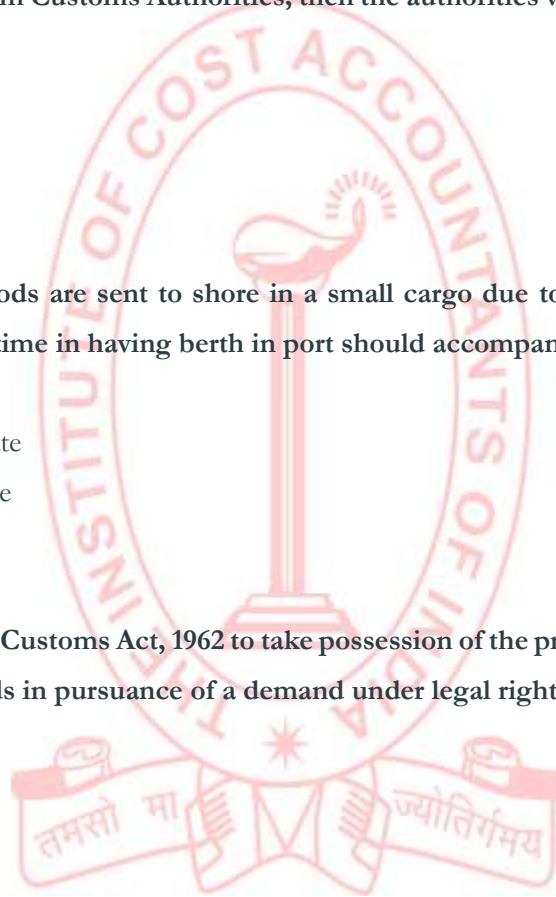 in Customs Authorities, then the authorities
ods are sent to shore in a small cargo due to
time in having berth in port should accompan
te
e
Customs Act, 1962 to take possession of the pr
ds in pursuance of a demand under legal right
THE INSTITUTE OF COST ACCOUNTANTS OF INDIA
तमसो मा ज्योतिर्गमय